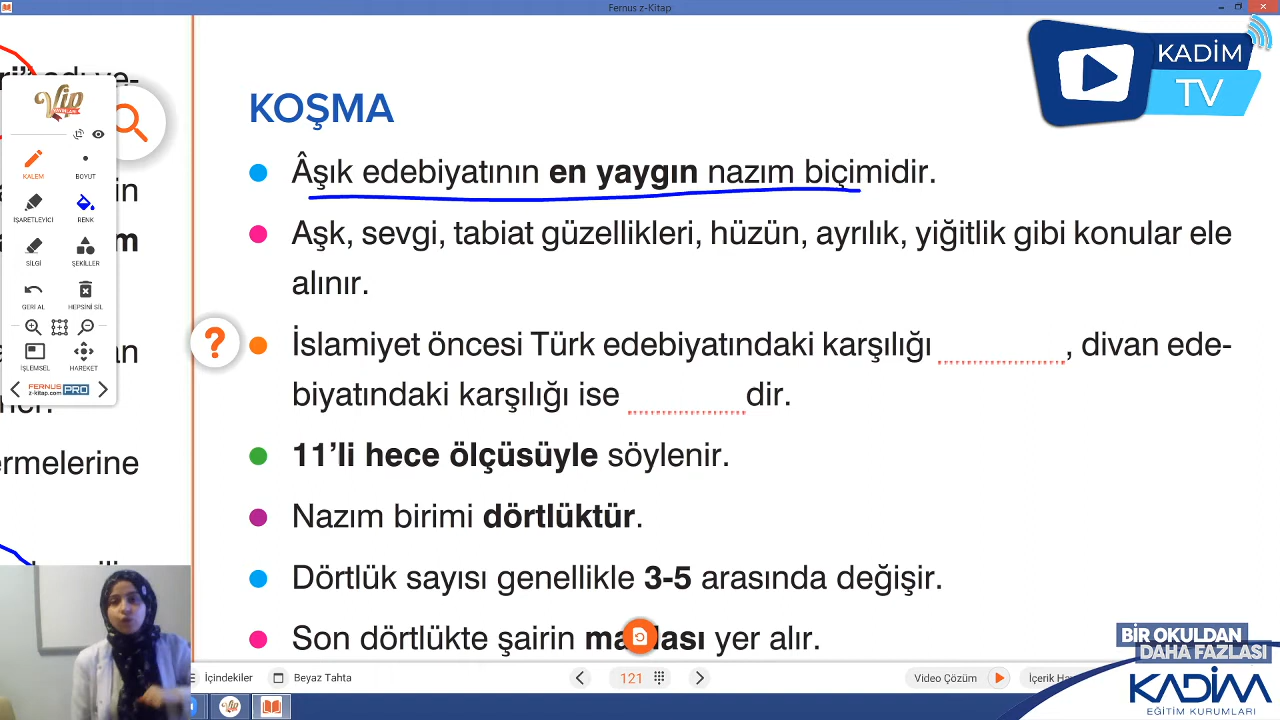 Fernus z-Kitap
KADİM
TV
Vip
KALEM
BOYUT
İŞARETLEYİCİ
RENK
SİLGİ
ŞEKİLLER
GERİ AL
HEPSİNİ SİL
İŞLEMSEL
HAREKET
FERNUS
z-kitap.com
PRO
ermelerine
KOŞMA
Âşık edebiyatının en yaygın nazım biçimidir.
Aşk, sevgi, tabiat güzellikleri, hüzün, ayrılık, yiğitlik gibi konular ele
alınır.
?
İslamiyet öncesi Türk edebiyatındaki karşılığı , divan ede-
biyatındaki karşılığı ise dir.
11’li hece ölçüsüyle söylenir.
Nazım birimi dörtlüktür.
Dörtlük sayısı genellikle 3-5 arasında değişir.
Son dörtlükte şairin yer alır.
İçindekiler
Beyaz Tahta
121
Video Çözüm
İçerik
BİR OKULDAN
DAHA FAZLASI
KADİM
EĞİTİM KURUMLARI